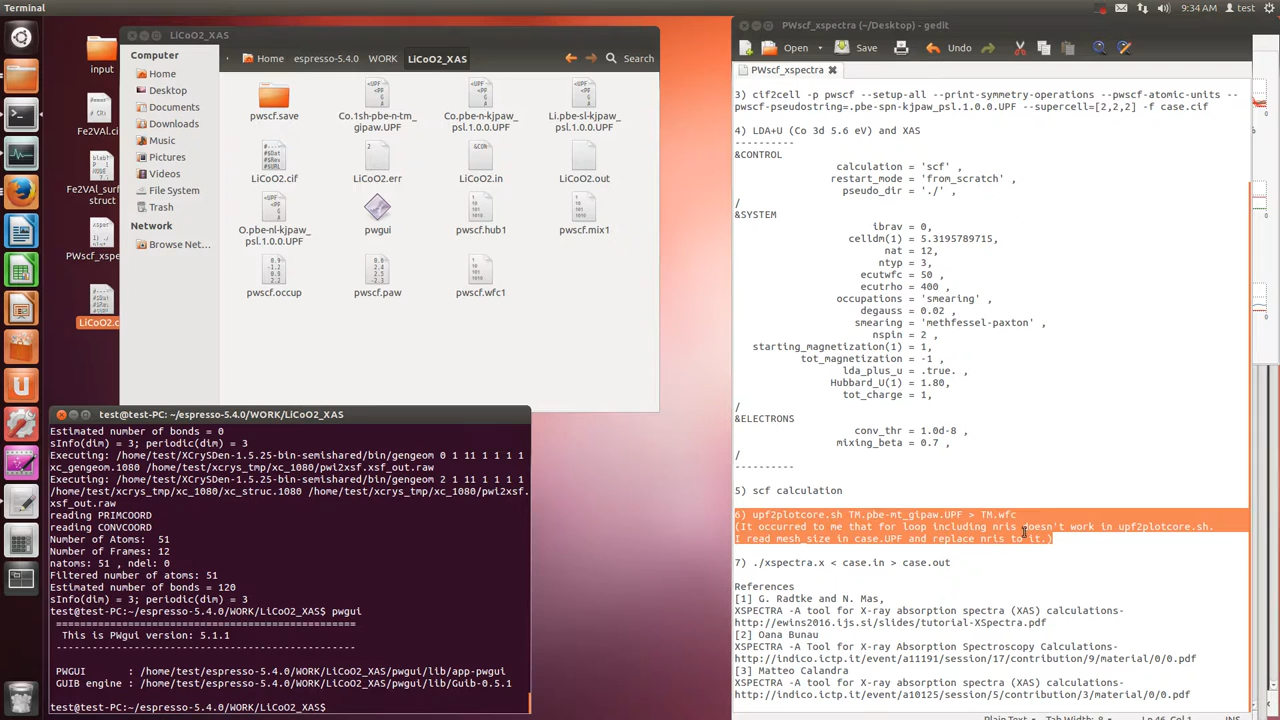 Terminal
9:34 AM
test
input
Fe2VAl.cif
Fe2VAl_surf
struct
PWscf_xspe
LiCoO2.c
LiCoO2_XAS
Computer
Home
Desktop
Documents
Downloads
Music
Pictures
Videos
File System
Trash
Network
Browse Net...
Home
espresso-5.4.0
WORK
LiCoO2_XAS
Search
pwscf.save
Co.1sh-pbe-n-tm_
gipaw.UPF
Co.pbe-n-kjpaw_
psl.1.0.0.UPF
Li.pbe-sl-kjpaw_
psl.1.0.0.UPF
LiCoO2.cif
LiCoO2.err
LiCoO2.in
LiCoO2.out
O.pbe-nl-kjpaw_
psl.1.0.0.UPF
pwgui
pwscf.hub1
pwscf.mix1
pwscf.occup
pwscf.paw
pwscf.wfc1
test@test-PC: ~/espresso-5.4.0/WORK/LiCoO2_XAS
Estimated number of bonds = 0
sInfo(dim) = 3; periodic(dim) = 3
Executing: /home/test/XCrySDen-1.5.25-bin-semishared/bin/gengeom 0 1 11 1 1 1 1
xc_gengeom.1080 /home/test/xcrys_tmp/xc_1080/pwi2xsf.xsf_out.raw
Executing: /home/test/XCrySDen-1.5.25-bin-semishared/bin/gengeom 2 1 11 1 1 1 1
/home/test/xcrys_tmp/xc_1080/xc_struc.1080 /home/test/xcrys_tmp/xc_1080/pwi2xsf.
xsf_out.raw
reading PRIMCOORD
reading CONVCOORD
Number of Atoms:  51
Number of Frames: 12
natoms: 51 , ndel: 0
Filtered number of atoms: 51
Estimated number of bonds = 120
sInfo(dim) = 3; periodic(dim) = 3
test@test-PC:~/espresso-5.4.0/WORK/LiCoO2_XAS$ pwgui
==================================================
This is PWgui version: 5.1.1
--------------------------------------------------
PWGUI       : /home/test/espresso-5.4.0/WORK/LiCoO2_XAS/pwgui/lib/app-pwgui
GUIB engine : /home/test/espresso-5.4.0/WORK/LiCoO2_XAS/pwgui/lib/Guib-0.5.1
test@test-PC:~/espresso-5.4.0/WORK/LiCoO2_XAS$
PWscf_xspectra (~/Desktop) - gedit
Open
Save
Undo
PWscf_xspectra
3) cif2cell -p pwscf --setup-all --print-symmetry-operations --pwscf-atomic-units --
pwscf-pseudostring=.pbe-spn-kjpaw_psl.1.0.0.UPF --supercell=[2,2,2] -f case.cif
4) LDA+U (Co 3d 5.6 eV) and XAS
----------
&CONTROL
calculation = 'scf' ,
restart_mode = 'from_scratch' ,
pseudo_dir = './' ,
/
&SYSTEM
ibrav = 0,
celldm(1) = 5.3195789715,
nat = 12,
ntyp = 3,
ecutwfc = 50 ,
ecutrho = 400 ,
occupations = 'smearing' ,
degauss = 0.02 ,
smearing = 'methfessel-paxton' ,
nspin = 2 ,
starting_magnetization(1) = 1,
tot_magnetization = -1 ,
lda_plus_u = .true. ,
Hubbard_U(1) = 1.80,
tot_charge = 1,
/
&ELECTRONS
conv_thr = 1.0d-8 ,
mixing_beta = 0.7 ,
/
----------
5) scf calculation
6) upf2plotcore.sh TM.pbe-mt_gipaw.UPF > TM.wfc
(It occurred to me that for loop including nris doesn't work in upf2plotcore.sh.
I read mesh_size in case.UPF and replace nris to it.)
7) ./xspectra.x < case.in > case.out
References
[1] G. Radtke and N. Mas,
XSPECTRA -A tool for X-ray absorption spectra (XAS) calculations-
http://ewins2016.ijs.si/slides/tutorial-XSpectra.pdf
[2] Oana Bunau
XSPECTRA -A Tool for X-ray Absorption Spectroscopy Calculations-
http://indico.ictp.it/event/a11191/session/17/contribution/9/material/0/0.pdf
[3] Matteo Calandra
XSPECTRA -A tool for X-ray absorption spectra (XAS) calculations-
http://indico.ictp.it/event/a10125/session/5/contribution/3/material/0/0.pdf